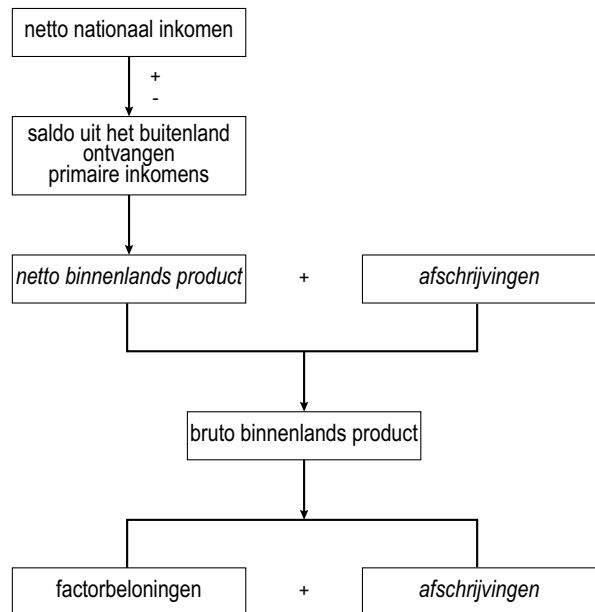 netto nationaal inkomen
+
-
saldo uit het buitenland
ontvangen
primaire inkomens
netto binnenlands product + afschrijvingen
bruto binnenlands product
factorbeloningen + afschrijvingen